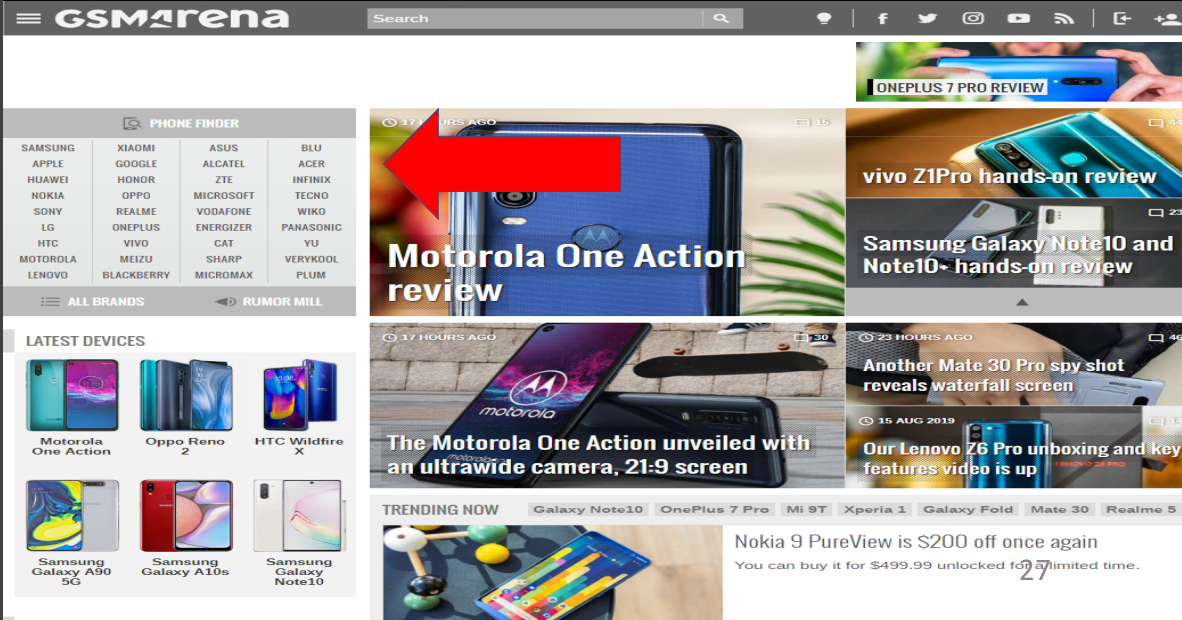 GSMArena
Search
ONEPLUS 7 PRO REVIEW
PHONE FINDER
SAMSUNG XIAOMI ASUS BLU
APPLE GOOGLE ALCATEL ACER
HUAWEI HONOR ZTE INFINIX
NOKIA OPPO MICROSOFT TECNO
SONY REALME VODAFONE WIKO
LG ONEPLUS ENERGIZER PANASONIC
HTC VIVO CAT YU
MOTOROLA MEIZU SHARP VERYKOOL
LENOVO BLACKBERRY MICROMAX PLUM
ALL BRANDS RUMOR MILL
LATEST DEVICES
Motorola
One Action
Oppo Reno
2
HTC Wildfire
X
Samsung
Galaxy A90
5G
Samsung
Galaxy A10s
Samsung
Galaxy
Note10
AGO
15
Motorola One Action
review
vivo Z1Pro hands-on review
23
Samsung Galaxy Note10 and
Note10+ hands-on review
17 HOURS AGO
30
motorola
The Motorola One Action unveiled with
an ultrawide camera, 21:9 screen
23 HOURS AGO
46
Another Mate 30 Pro spy shot
reveals waterfall screen
15 AUG 2019
Our Lenovo Z6 Pro unboxing and key
features video is up
TRENDING NOW Galaxy Note10 OnePlus 7 Pro Mi 9T Xperia 1 Galaxy Fold Mate 30 Realme 5
Nokia 9 PureView is $200 off once again
You can buy it for $499.99 unlocked for a limited time.
27